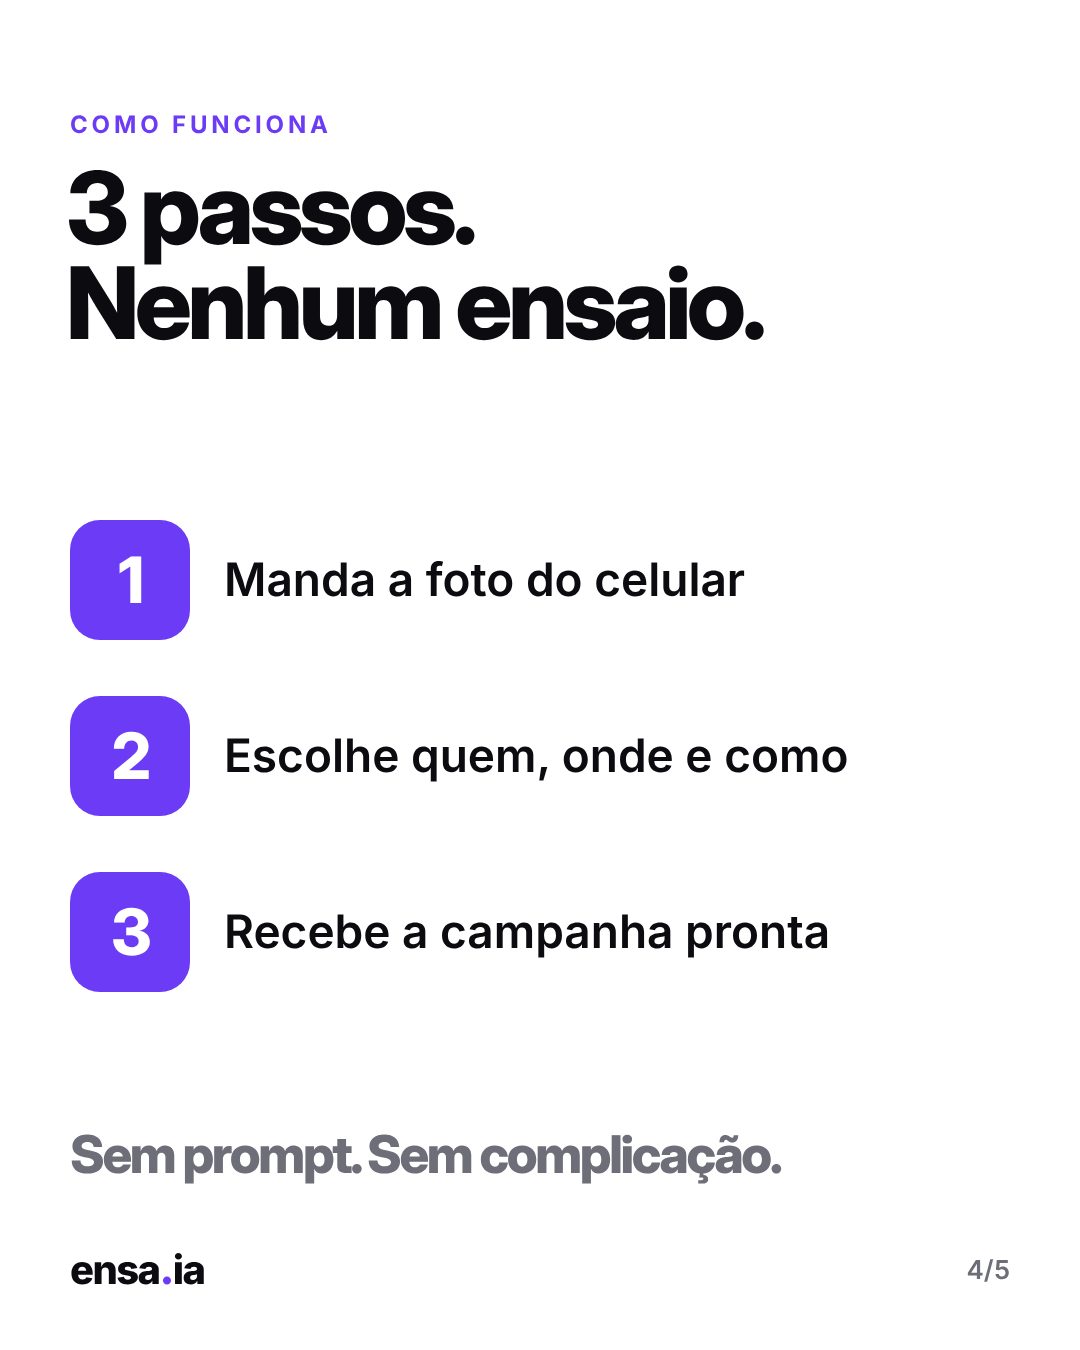 COMO FUNCIONA
3 passos.
Nenhum ensaio.
1 Manda a foto do celular
2 Escolhe quem, onde e como
3 Recebe a campanha pronta
Sem prompt. Sem complicação.
ensa.ia
4/5